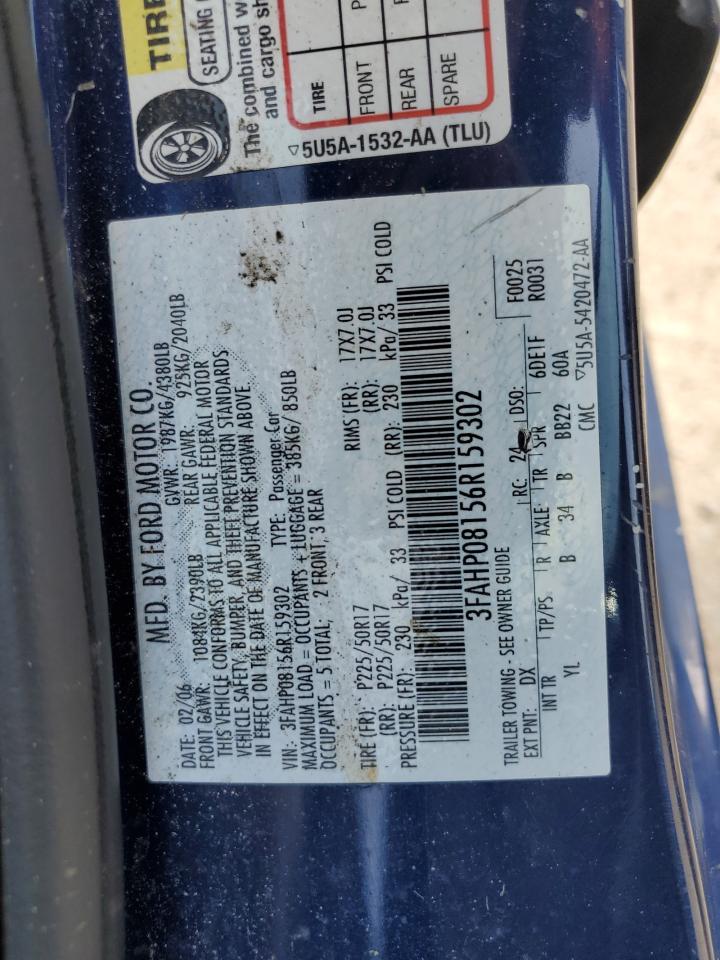 TIRE
SEATING
The combined w
and cargo sh
TIRE
FRONT P
REAR
SPARE
▽5U5A-1532-AA (TLU)
MFD. BY FORD MOTOR CO.
DATE: 02/06 GVWR: 1987KG/4380LB
FRONT GAWR: 1084KG/2390LB REAR GAWR: 925KG/2040LB
THIS VEHICLE CONFORMS TO ALL APPLICABLE FEDERAL MOTOR
VEHICLE SAFETY, BUMPER, AND THEFT PREVENTION STANDARDS
IN EFFECT ON THE DATE OF MANUFACTURE SHOWN ABOVE.
VIN: 3FAHP08156R159302 TYPE: Passenger Car
MAXIMUM LOAD = OCCUPANTS + LUGGAGE = 385KG/ 850LB
OCCUPANTS = 5 TOTAL; 2 FRONT, 3 REAR
TIRE (FR): P225/50R17 RIMS (FR): 17X7.0J
(RR): P225/50R17 (RR): 17X7.0J
PRESSURE (FR): 230 kPa/ 33 PSI COLD (RR): 230 kPa/ 33 PSI COLD
3FAHP08156R159302
TRAILER TOWING - SEE OWNER GUIDE F0025
EXT PNT: DX RC: 24 DSO: R0031
INT TR TP/PS R AXLE TR SPR 6DE1F
YL B 34 B BB22 60A
CMC ▽5U5A-5420472-AA